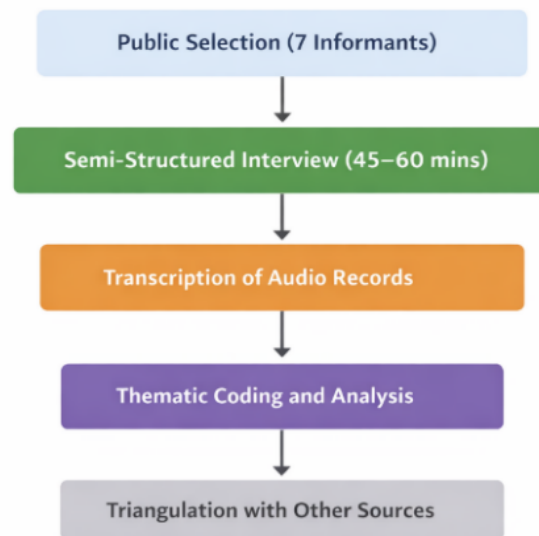 Public Selection (7 Informants)
Semi-Structured Interview (45–60 mins)
Transcription of Audio Records
Thematic Coding and Analysis
Triangulation with Other Sources